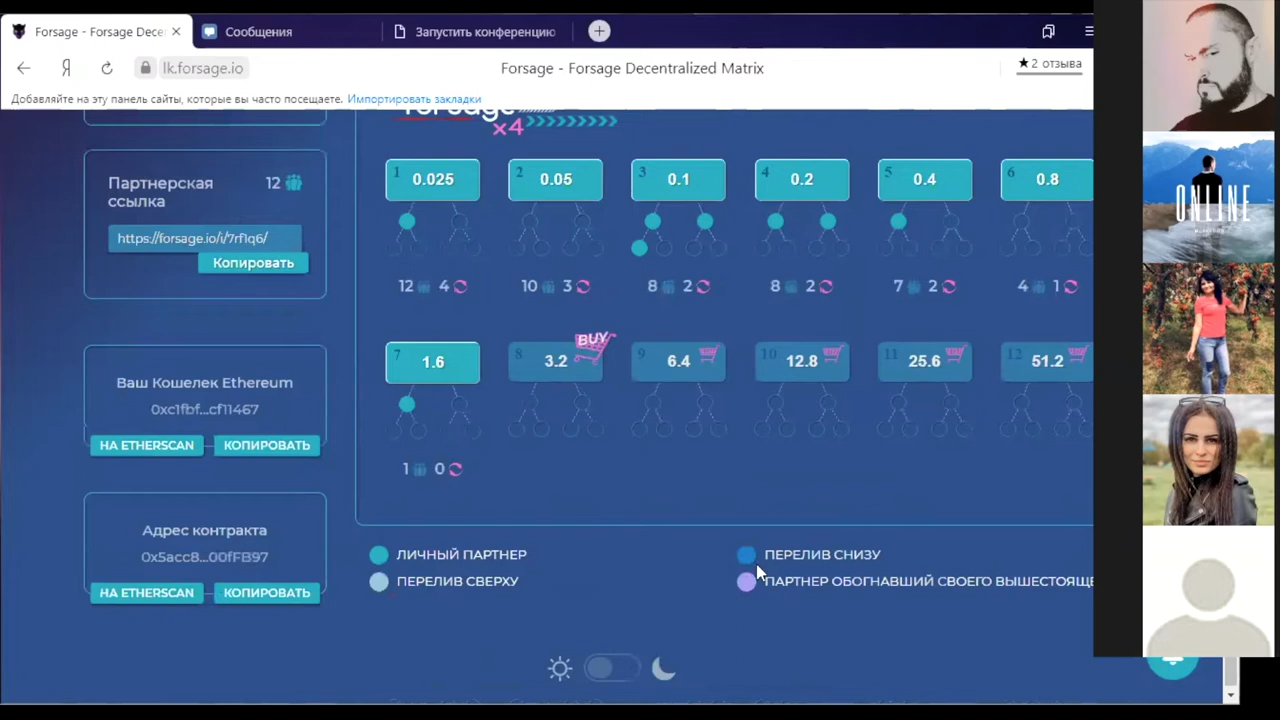 Forsage - Forsage Dece
Сообщения
Запустить конференцию
lk.forsage.io
Forsage - Forsage Decentralized Matrix
★2 отзыва
Добавляйте на эту панель сайты, которые вы часто посещаете. Импортировать закладки
forsage
x4
Партнерская
ссылка
12
https://forsage.io/i/7rf1q6/
Копировать
1 0.025
2 0.05
3 0.1
4 0.2
5 0.4
6 0.8
12 4
10 3
8 2
8 2
7 2
4 1
BUY
7 1.6
8 3.2
9 6.4
10 12.8
11 25.6
12 51.2
1 0
Ваш Кошелек Ethereum
0xc1fbf...cf11467
НА ETHERSCAN
КОПИРОВАТЬ
Адрес контракта
0x5acc8...00fFB97
НА ETHERSCAN
КОПИРОВАТЬ
ЛИЧНЫЙ ПАРТНЕР
ПЕРЕЛИВ СНИЗУ
ПЕРЕЛИВ СВЕРХУ
ПАРТНЕР ОБОГНАВШИЙ СВОЕГО ВЫШЕСТОЯЩЕ
ONLINE